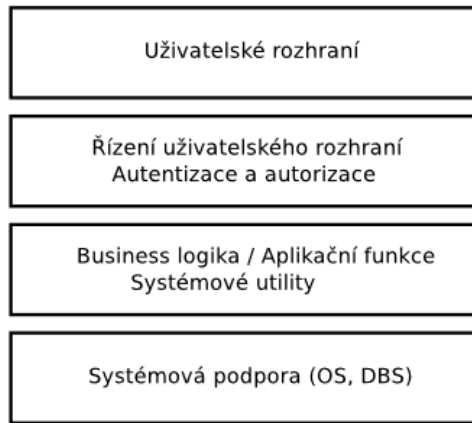 Uživatelské rozhraní
Řízení uživatelského rozhraní
Autentizace a autorizace
Business logika / Aplikační funkce
Systémové utility
Systémová podpora (OS, DBS)